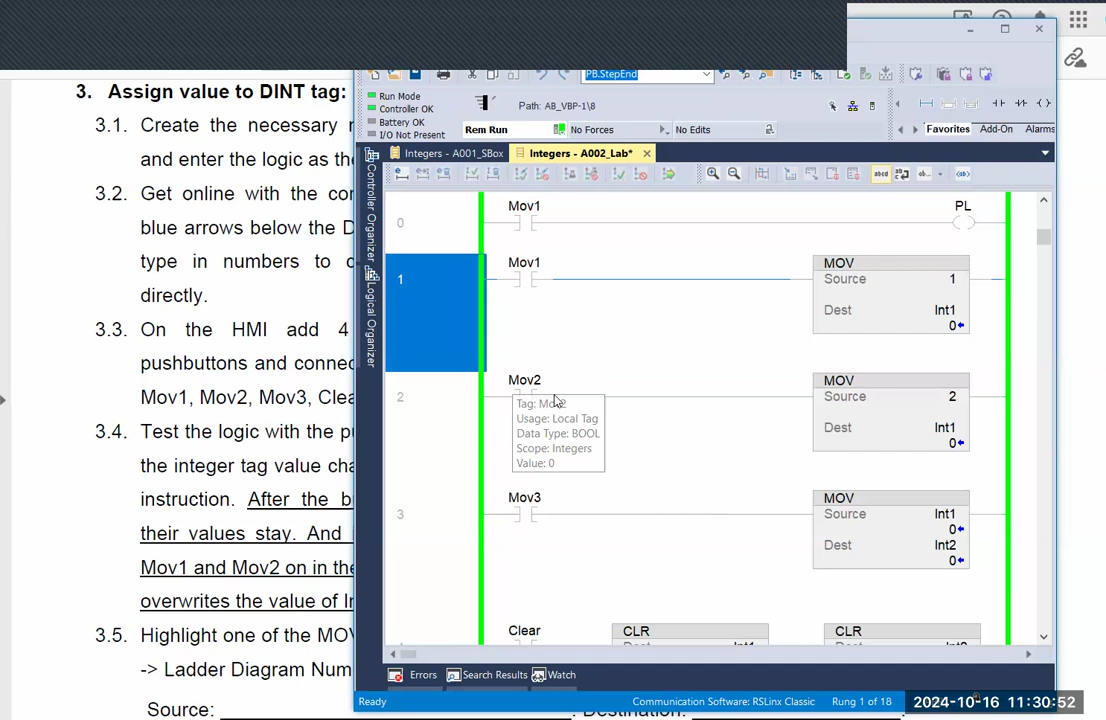 3. Assign value to DINT tag:
3.1. Create the necessary
and enter the logic as the
3.2. Get online with the con
blue arrows below the D
type in numbers to c
directly.
3.3. On the HMI add 4
pushbuttons and connec
Mov1, Mov2, Mov3, Clea
3.4. Test the logic with the pu
the integer tag value cha
instruction. After the b
their values stay. And i
Mov1 and Mov2 on in the
overwrites the value of In
3.5. Highlight one of the MOV
-> Ladder Diagram Num
Source:
Destination:
PB.StepEnd
Run Mode
Controller OK
Battery OK
I/O Not Present
Path: AB_VBP-1\8
Rem Run
No Forces
No Edits
Favorites
Add-On
Alarms
Integers - A001_SBox
Integers - A002_Lab*
Controller Organizer
Logical Organizer
abcd
ab...
<ab>
0
Mov1
PL
1
Mov1
MOV
Source 1
Dest Int1
0
2
Mov2
MOV
Source 2
Dest Int1
0
Tag: Mov2
Usage: Local Tag
Data Type: BOOL
Scope: Integers
Value: 0
3
Mov3
MOV
Source Int1
0
Dest Int2
0
Clear
CLR
Dest Int1
CLR
Dest Int2
Errors
Search Results
Watch
Ready
Communication Software: RSLinx Classic
Rung 1 of 18
2024-10-16 11:30:52